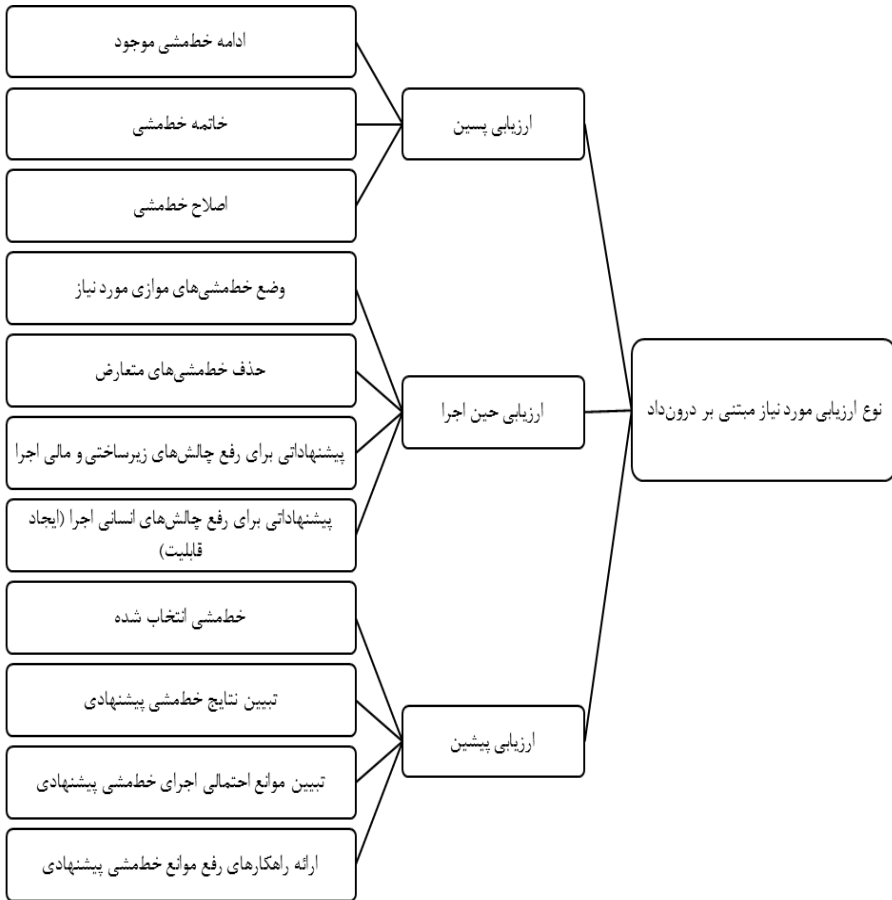 نوع ارزیابی مورد نیاز مبتنی بر درون‌داد
ارزیابی پسین
ادامه خط‌مشی موجود
خاتمه خط‌مشی
اصلاح خط‌مشی
ارزیابی حین اجرا
وضع خط‌مشی‌های موازی مورد نیاز
حذف خط‌مشی‌های متعارض
پیشنهاداتی برای رفع چالش‌های زیرساختی و مالی اجرا
پیشنهاداتی برای رفع چالش‌های انسانی اجرا (ایجاد
قابلیت)
ارزیابی پیشین
خط‌مشی انتخاب شده
تبیین نتایج خط‌مشی پیشنهادی
تبیین موانع احتمالی اجرای خط‌مشی پیشنهادی
ارائه راهکارهای رفع موانع خط‌مشی پیشنهادی